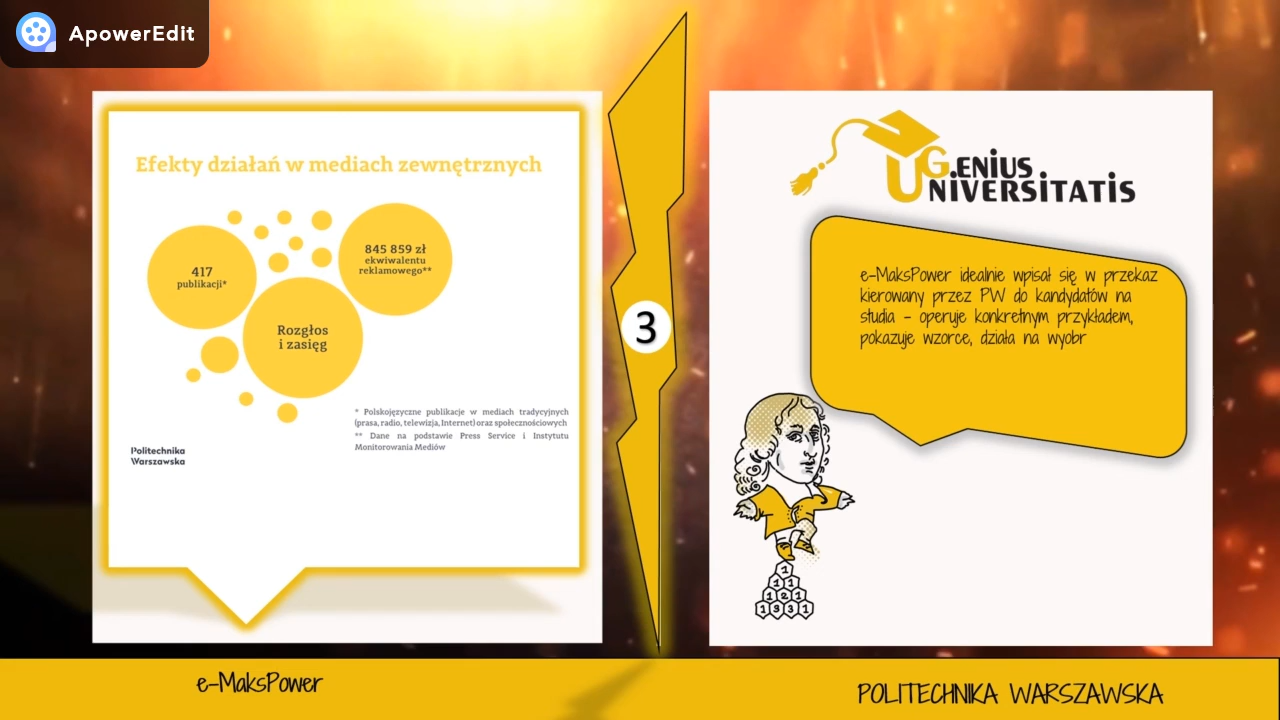 ApowerEdit
Efekty działań w mediach zewnętrznych
417
publikacji*
845 859 zł
ekwiwalentu
reklamowego**
Rozgłos
i zasięg
* Polskojęzyczne publikacje w mediach tradycyjnych
(prasa, radio, telewizja, Internet) oraz społecznościowych
** Dane na podstawie Press Service i Instytutu
Monitorowania Mediów
Politechnika
Warszawska
3
G.ENIUS
UNIVERSITATIS
e-MaksPower idealnie wpisał się w przekaz
kierowany przez PW do kandydatów na
studia - operuje konkretnym przykładem,
pokazuje wzorce, działa na wyobr
1
1 1
1 2 1
1 3 3 1
e-MaksPower
POLITECHNIKA WARSZAWSKA